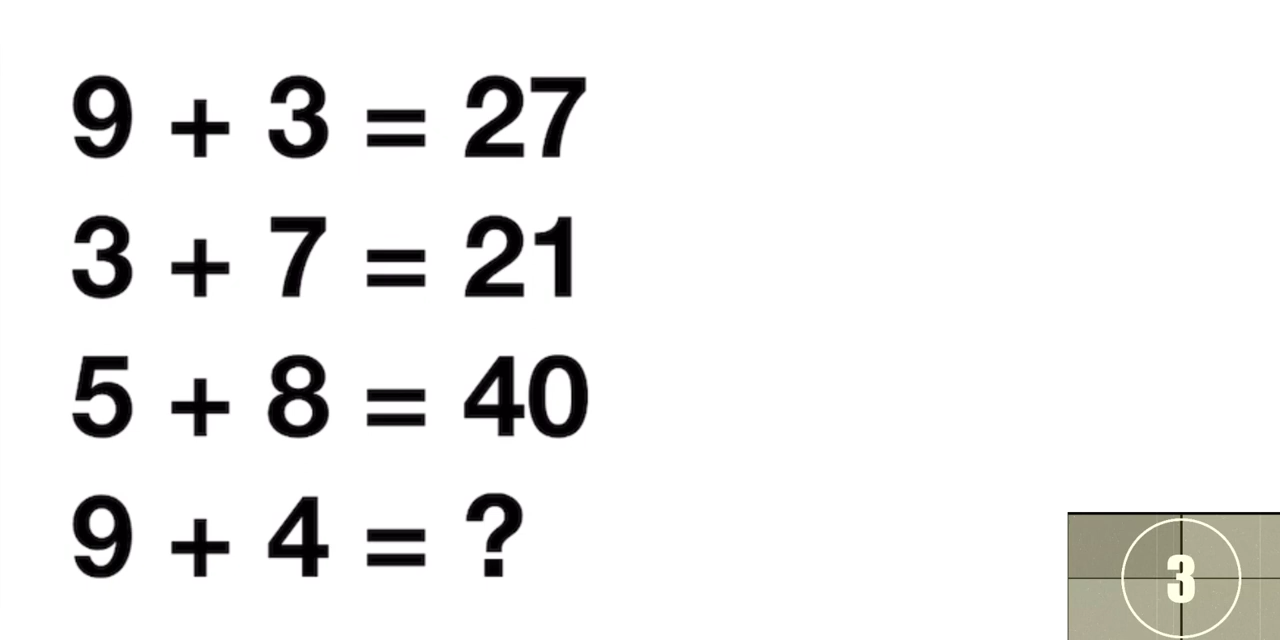 9 + 3 = 27
3 + 7 = 21
5 + 8 = 40
9 + 4 = ?
3